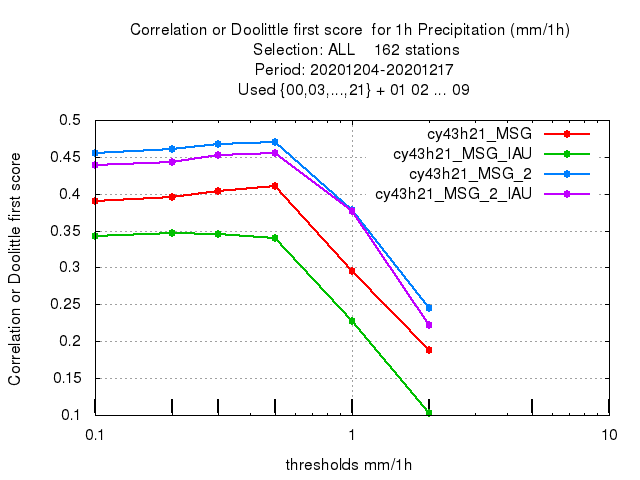 Correlation or Doolittle first score  for 1h Precipitation (mm/1h)
Selection: ALL    162 stations
Period: 20201204-20201217
Used {00,03,...,21} + 01 02 ... 09
Correlation or Doolittle first score
0.5
0.45
0.4
0.35
0.3
0.25
0.2
0.15
0.1
cy43h21_MSG
cy43h21_MSG_IAU
cy43h21_MSG_2
cy43h21_MSG_2_IAU
0.1 1 10
thresholds mm/1h